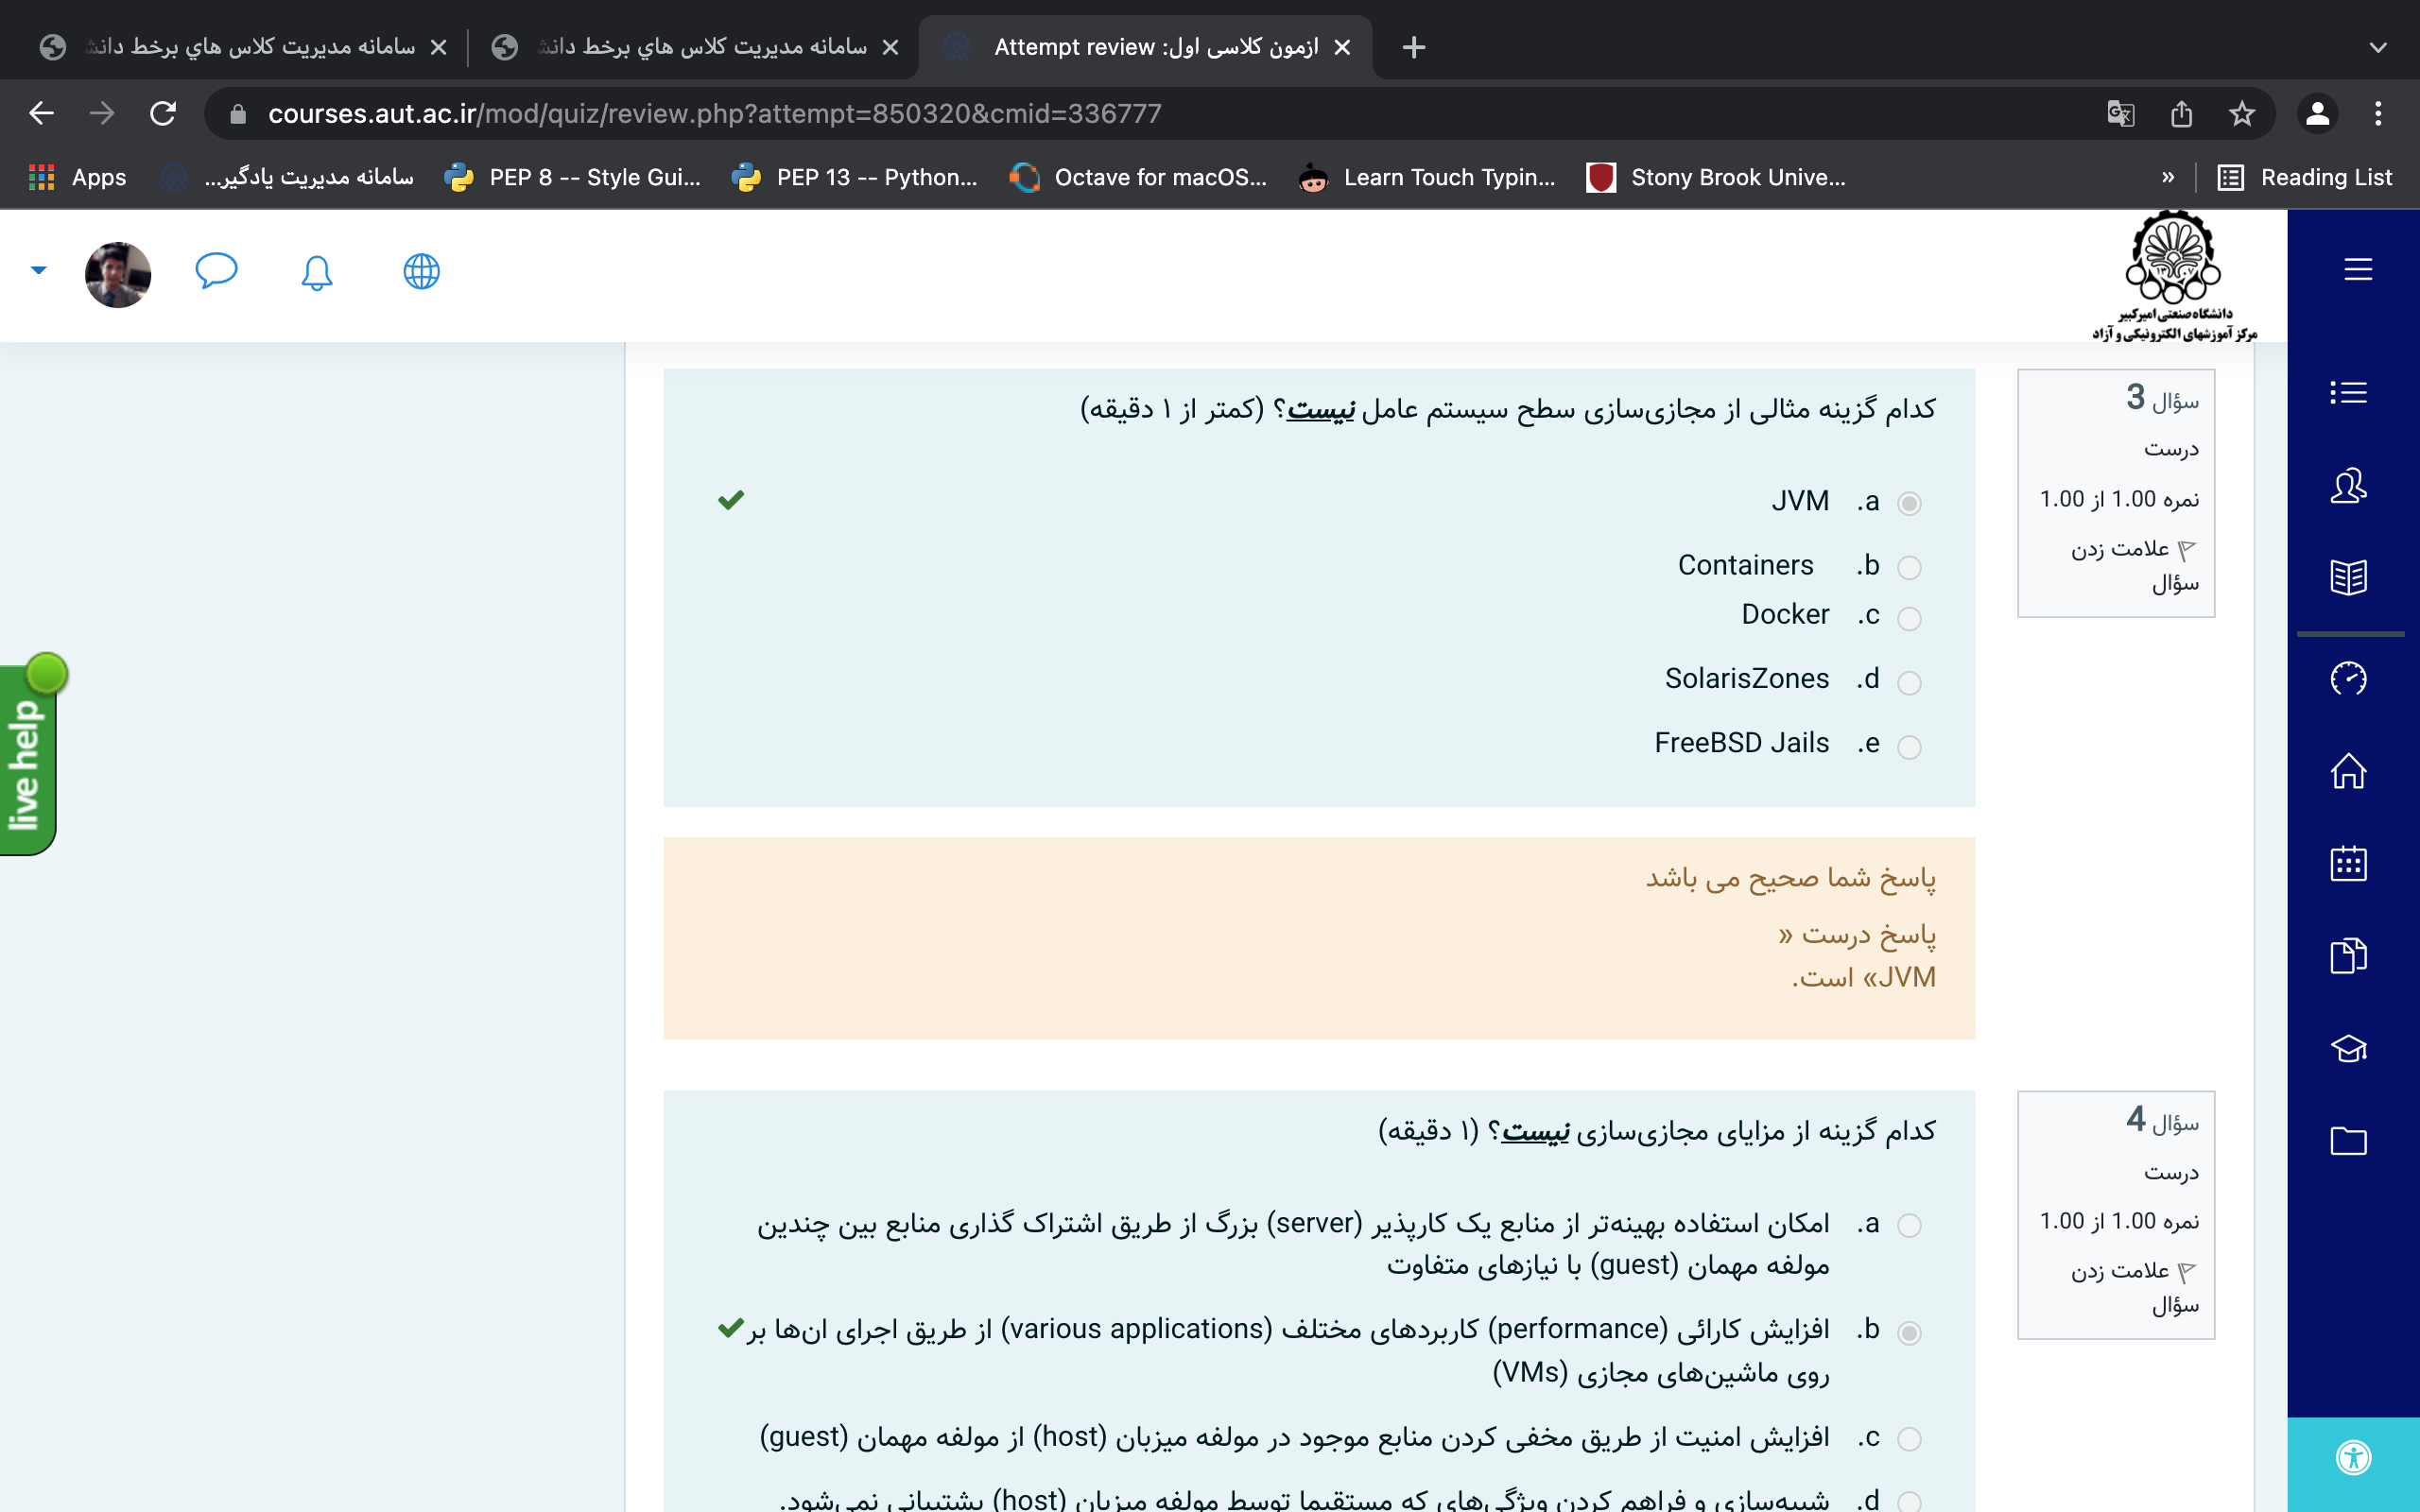 سامانه مدیریت کلاس هاي برخط دانش
سامانه مدیریت کلاس هاي برخط دانش
ازمون کلاسی اول: Attempt review
courses.aut.ac.ir/mod/quiz/review.php?attempt=850320&cmid=336777
Apps
سامانه مدیریت یادگیر...
PEP 8 -- Style Gui...
PEP 13 -- Python...
Octave for macOS...
Learn Touch Typin...
Stony Brook Unive...
»
Reading List
۱۳۰۷
دانشگاه صنعتی امیرکبیر
مرکز آموزشهای الکترونیکی و آزاد
live help
سؤال 3
درست
نمره 1.00 از 1.00
علامت زدن
سؤال
کدام گزینه مثالی از مجازی‌سازی سطح سیستم عامل نیست؟ (کمتر از ۱ دقیقه)
a. JVM
b. Containers
c. Docker
d. SolarisZones
e. FreeBSD Jails
پاسخ شما صحیح می باشد
پاسخ درست «
JVM» است.
سؤال 4
درست
نمره 1.00 از 1.00
علامت زدن
سؤال
کدام گزینه از مزایای مجازی‌سازی نیست؟ (۱ دقیقه)
a. امکان استفاده بهینه‌تر از منابع یک کارپذیر (server) بزرگ از طریق اشتراک گذاری منابع بین چندین
مولفه مهمان (guest) با نیازهای متفاوت
b. افزایش کارائی (performance) کاربردهای مختلف (various applications) از طریق اجرای ان‌ها بر
روی ماشین‌های مجازی (VMs)
c. افزایش امنیت از طریق مخفی کردن منابع موجود در مولفه میزبان (host) از مولفه مهمان (guest)
d. شبیه‌سازی و فراهم کردن ویژگی‌های که مستقیما توسط مولفه میزبان (host) پشتیبانی نمی‌شود.